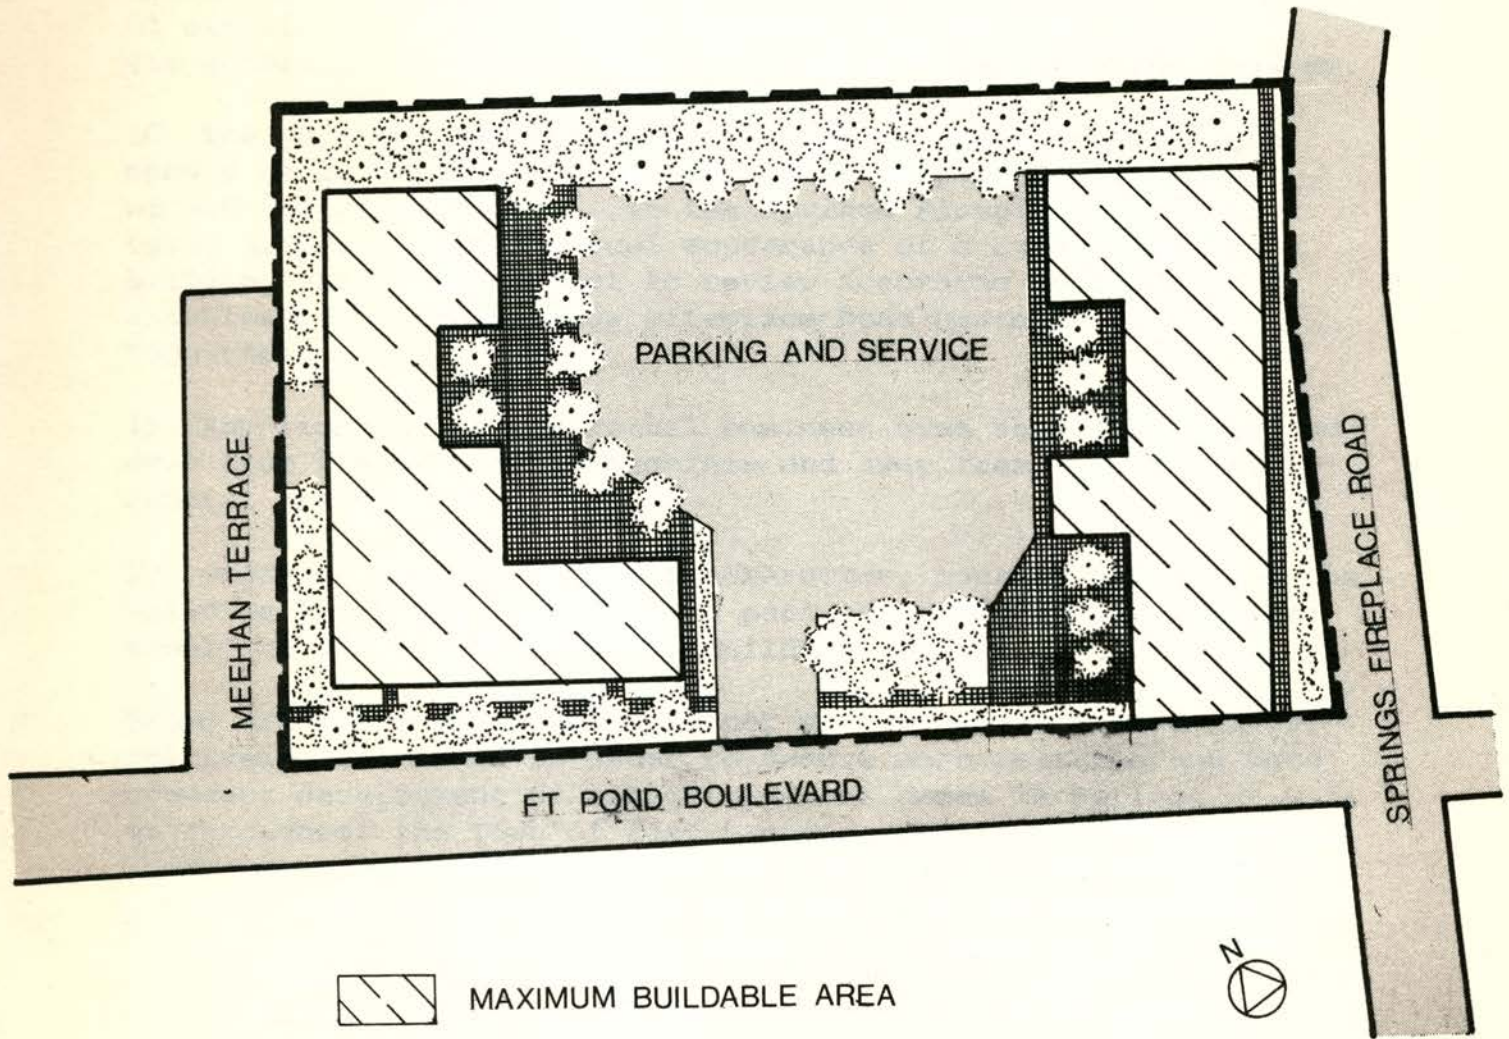 PARKING AND SERVICE
MEEHAN TERRACE
SPRINGS FIREPLACE ROAD
FT POND BOULEVARD
N
MAXIMUM BUILDABLE AREA